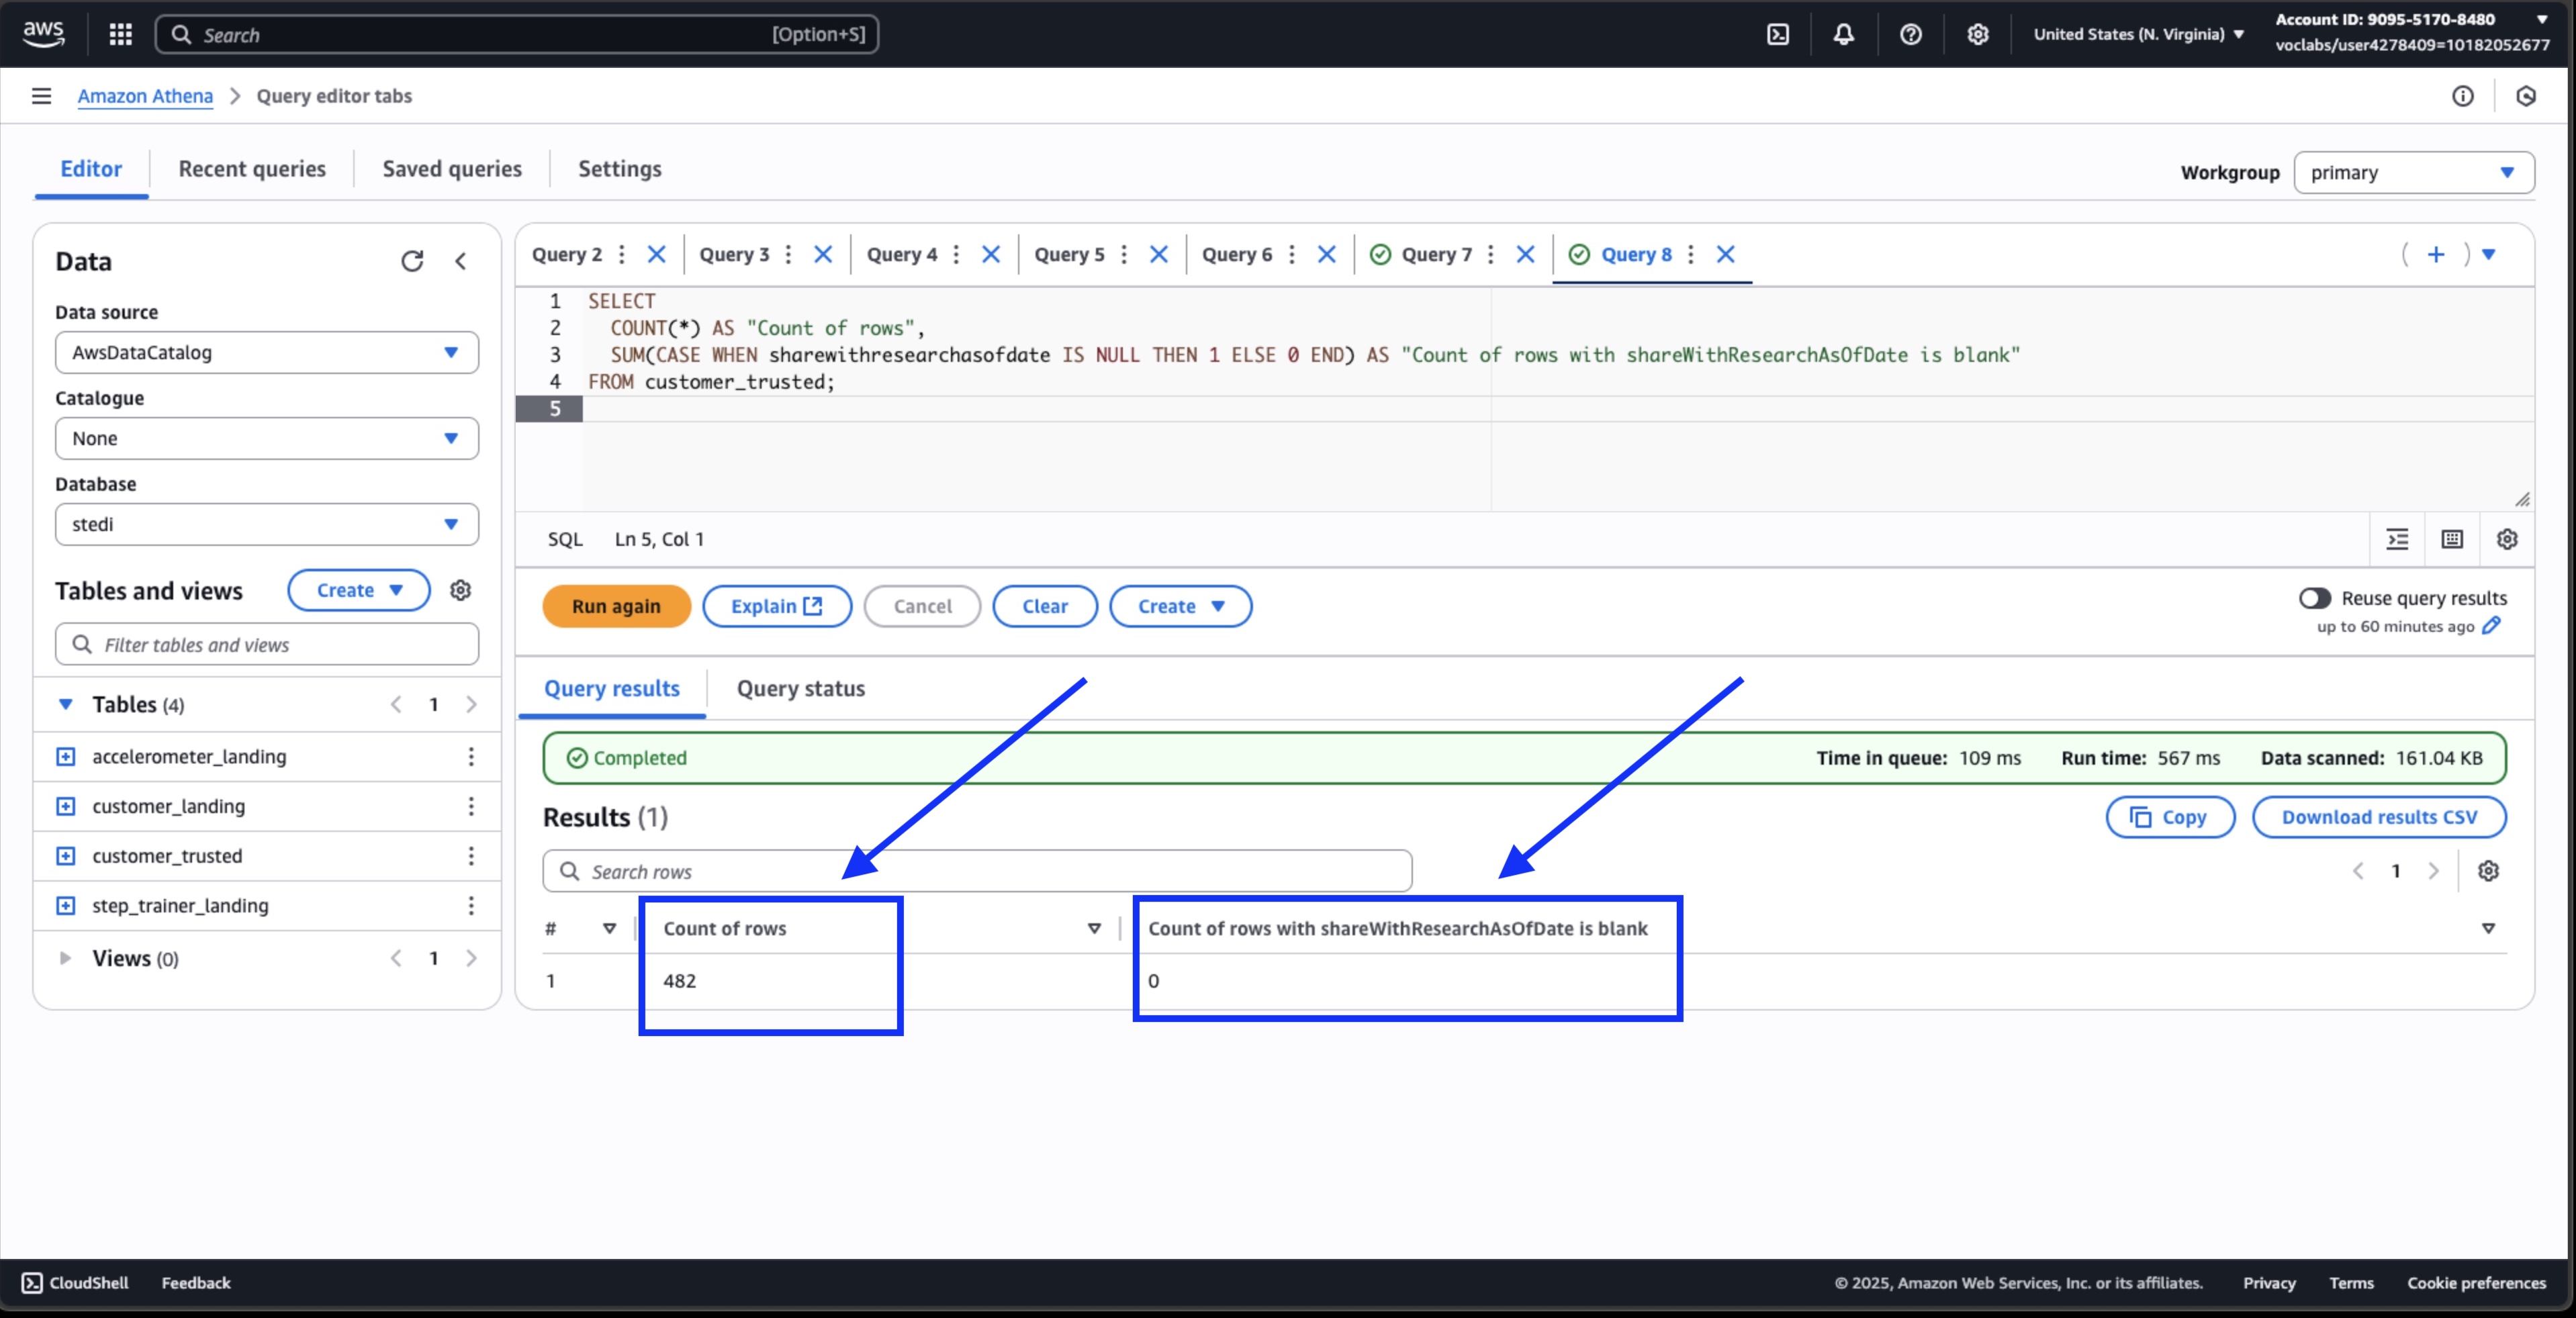 aws
Search
[Option+S]
United States (N. Virginia)
Account ID: 9095-5170-8480
voclabs/user4278409=10182052677
Amazon Athena
Query editor tabs
Editor
Recent queries
Saved queries
Settings
Workgroup
primary
Data
Data source
AwsDataCatalog
Catalogue
None
Database
stedi
Tables and views
Create
Filter tables and views
Tables (4)
1
accelerometer_landing
customer_landing
customer_trusted
step_trainer_landing
Views (0)
1
Query 2
Query 3
Query 4
Query 5
Query 6
Query 7
Query 8
1 SELECT
2 COUNT(*) AS "Count of rows",
3 SUM(CASE WHEN sharewithresearchasofdate IS NULL THEN 1 ELSE 0 END) AS "Count of rows with shareWithResearchAsOfDate is blank"
4 FROM customer_trusted;
5
SQL
Ln 5, Col 1
Run again
Explain
Cancel
Clear
Create
Reuse query results
up to 60 minutes ago
Query results
Query status
Completed
Time in queue: 109 ms
Run time: 567 ms
Data scanned: 161.04 KB
Results (1)
Copy
Download results CSV
Search rows
1
#
Count of rows
Count of rows with shareWithResearchAsOfDate is blank
1
482
0
CloudShell
Feedback
© 2025, Amazon Web Services, Inc. or its affiliates.
Privacy
Terms
Cookie preferences